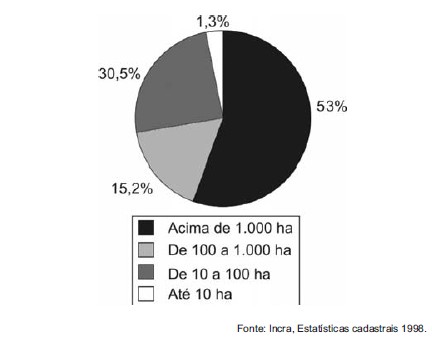 1,3%
30,5%
53%
15,2%
Acima de 1.000 ha
De 100 a 1.000 ha
De 10 a 100 ha
Até 10 ha
Fonte: Incra, Estatísticas cadastrais 1998.